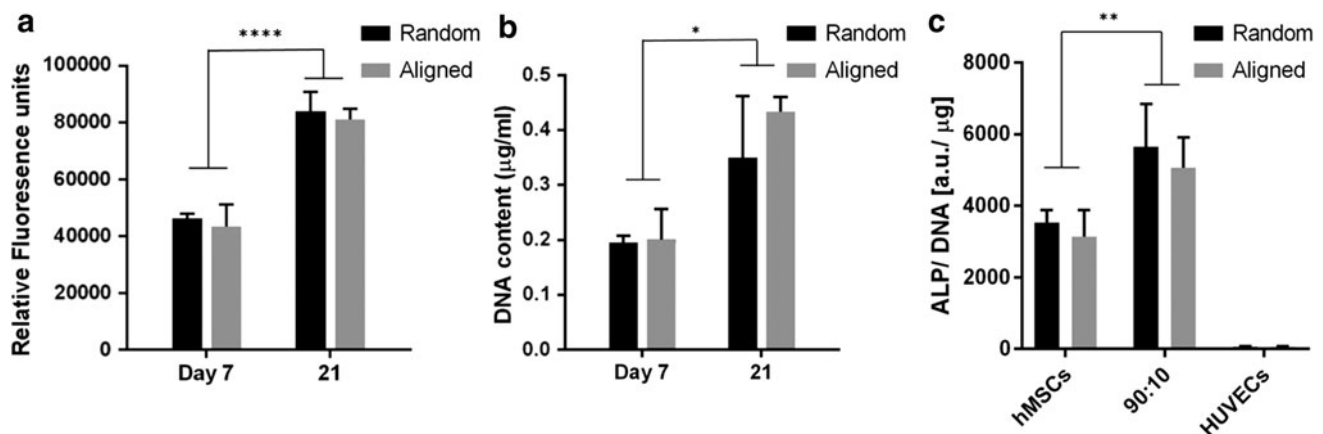 a
****
Random
Aligned
Relative Fluorescence units
100000
80000
60000
40000
20000
0
Day 7
21
b
*
Random
Aligned
DNA content (µg/ml)
0.5
0.4
0.3
0.2
0.1
0.0
Day 7
21
c
**
Random
Aligned
ALP/ DNA [a.u./ µg]
8000
6000
4000
2000
0
hMSCs
90:10
HUVECs